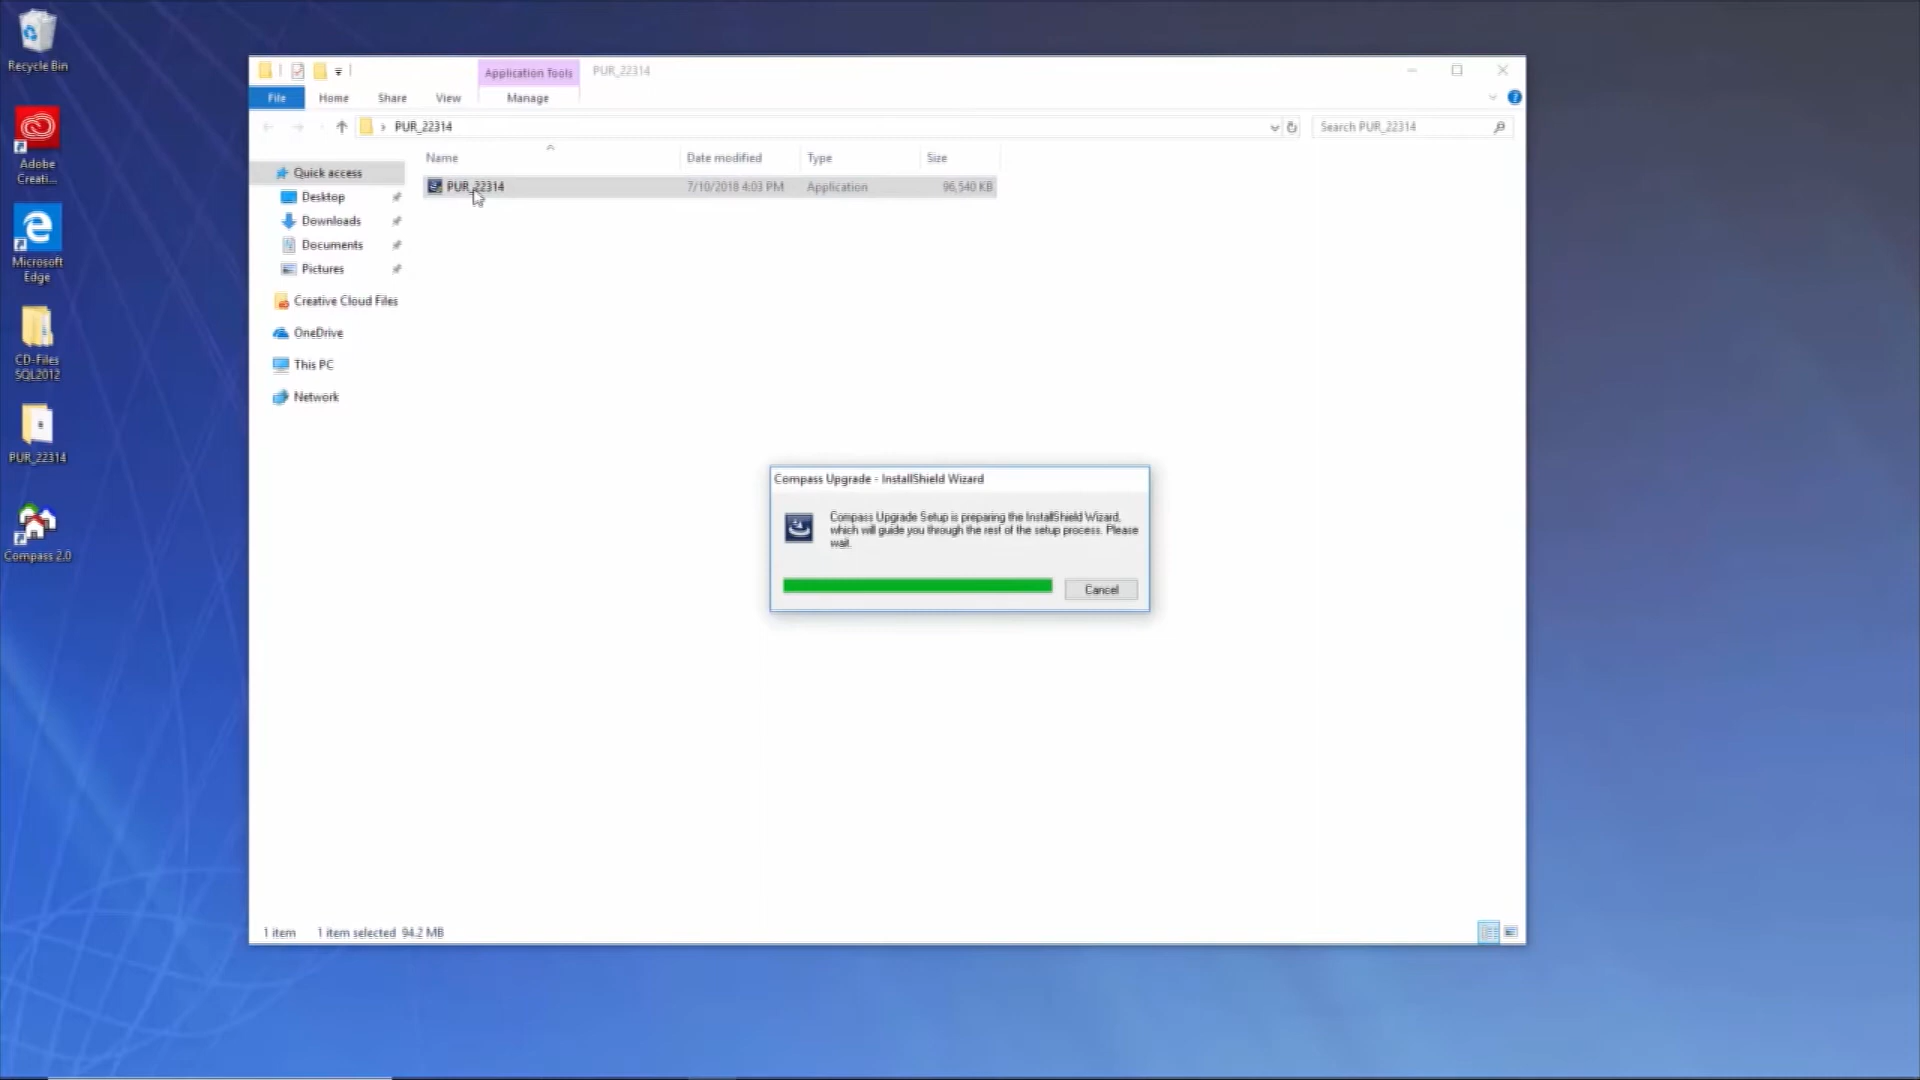 Recycle Bin
Adobe
Creati...
Microsoft
Edge
CD-Files
SQL2012
PUR_22314
Compass 2.0
Application Tools
PUR_22314
File
Home
Share
View
Manage
PUR_22314
Search PUR_22314
Name
Date modified
Type
Size
PUR_22314
7/10/2018 4:03 PM
Application
96,540 KB
Quick access
Desktop
Downloads
Documents
Pictures
Creative Cloud Files
OneDrive
This PC
Network
Compass Upgrade - InstallShield Wizard
Compass Upgrade Setup is preparing the InstallShield Wizard,
which will guide you through the rest of the setup process. Please
wait.
Cancel
1 item
1 item selected 94.2 MB